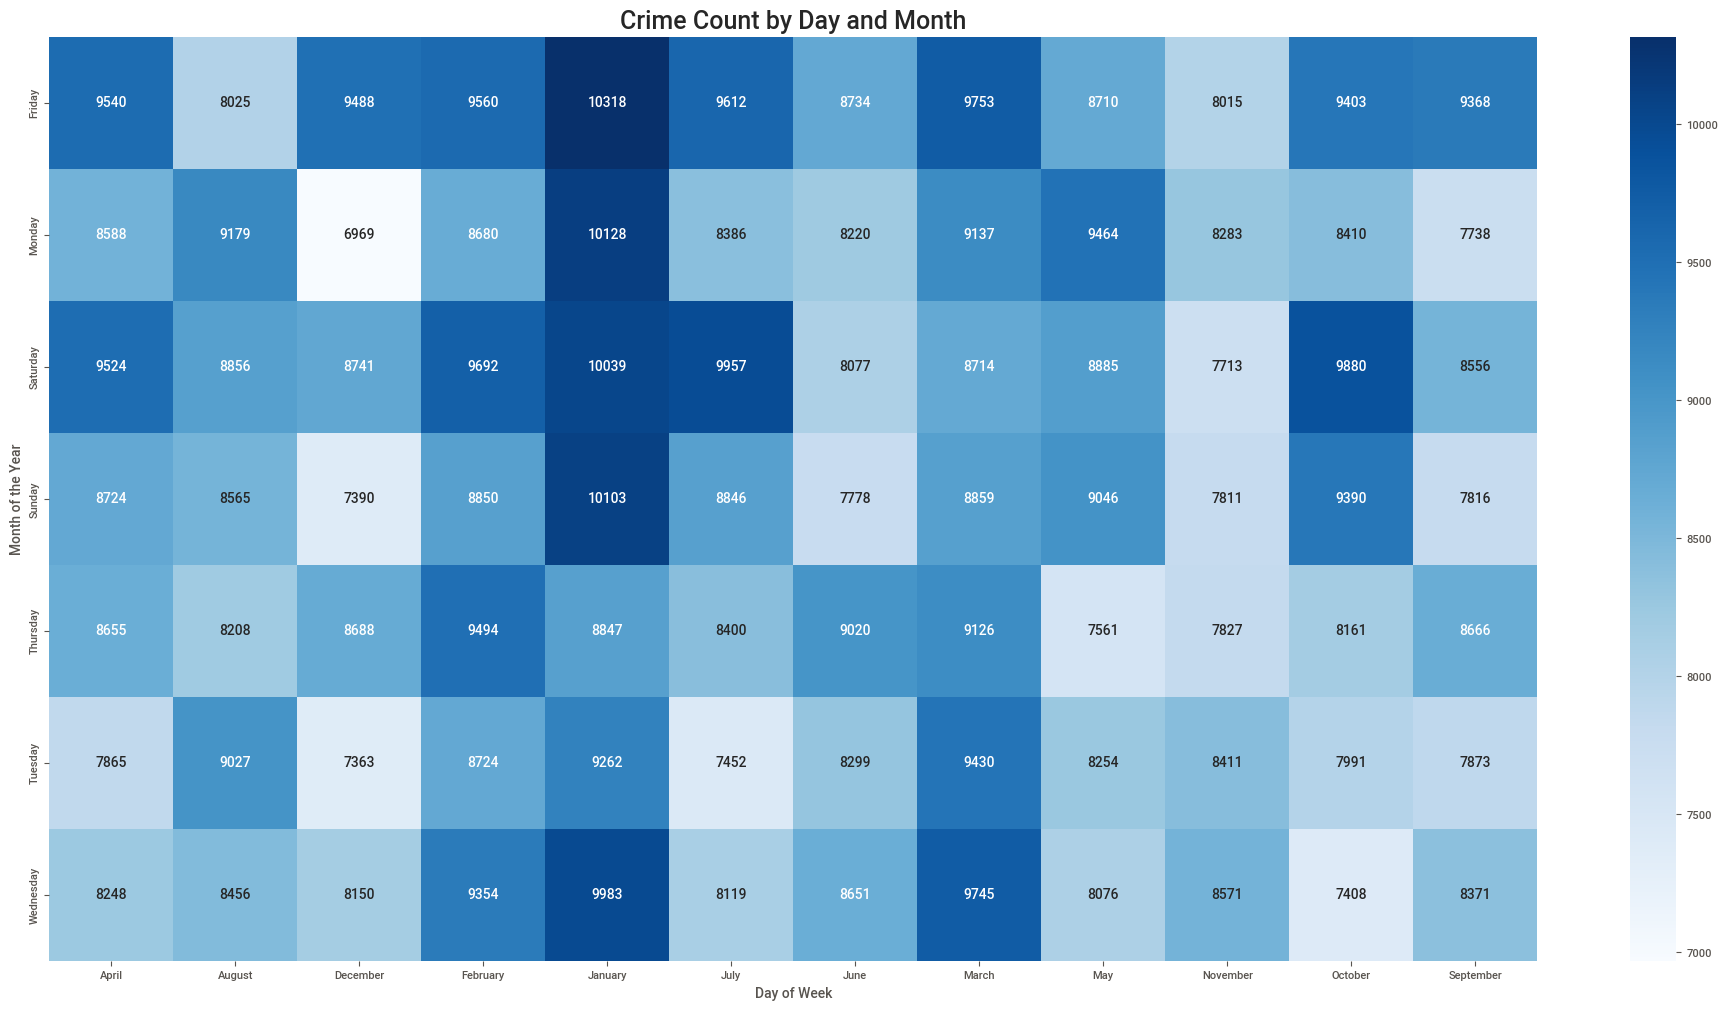 Crime Count by Day and Month
Month of the Year
Friday 9540 8025 9488 9560 10318 9612 8734 9753 8710 8015 9403 9368
Monday 8588 9179 6969 8680 10128 8386 8220 9137 9464 8283 8410 7738
Saturday 9524 8856 8741 9692 10039 9957 8077 8714 8885 7713 9880 8556
Sunday 8724 8565 7390 8850 10103 8846 7778 8859 9046 7811 9390 7816
Thursday 8655 8208 8688 9494 8847 8400 9020 9126 7561 7827 8161 8666
Tuesday 7865 9027 7363 8724 9262 7452 8299 9430 8254 8411 7991 7873
Wednesday 8248 8456 8150 9354 9983 8119 8651 9745 8076 8571 7408 8371
April August December February January July June March May November October September
Day of Week
10000
9500
9000
8500
8000
7500
7000